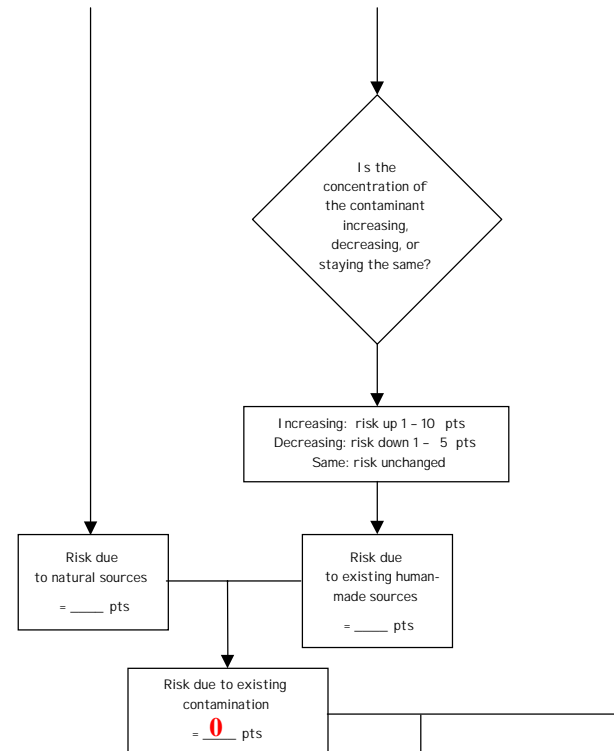 Is the
concentration of
the contaminant
increasing,
decreasing, or
staying the same?
Increasing: risk up 1 – 10 pts
Decreasing: risk down 1 – 5 pts
Same: risk unchanged
Risk due
to natural sources
= _____ pts
Risk due
to existing human-
made sources
= _____ pts
Risk due to existing
contamination
= __0__ pts